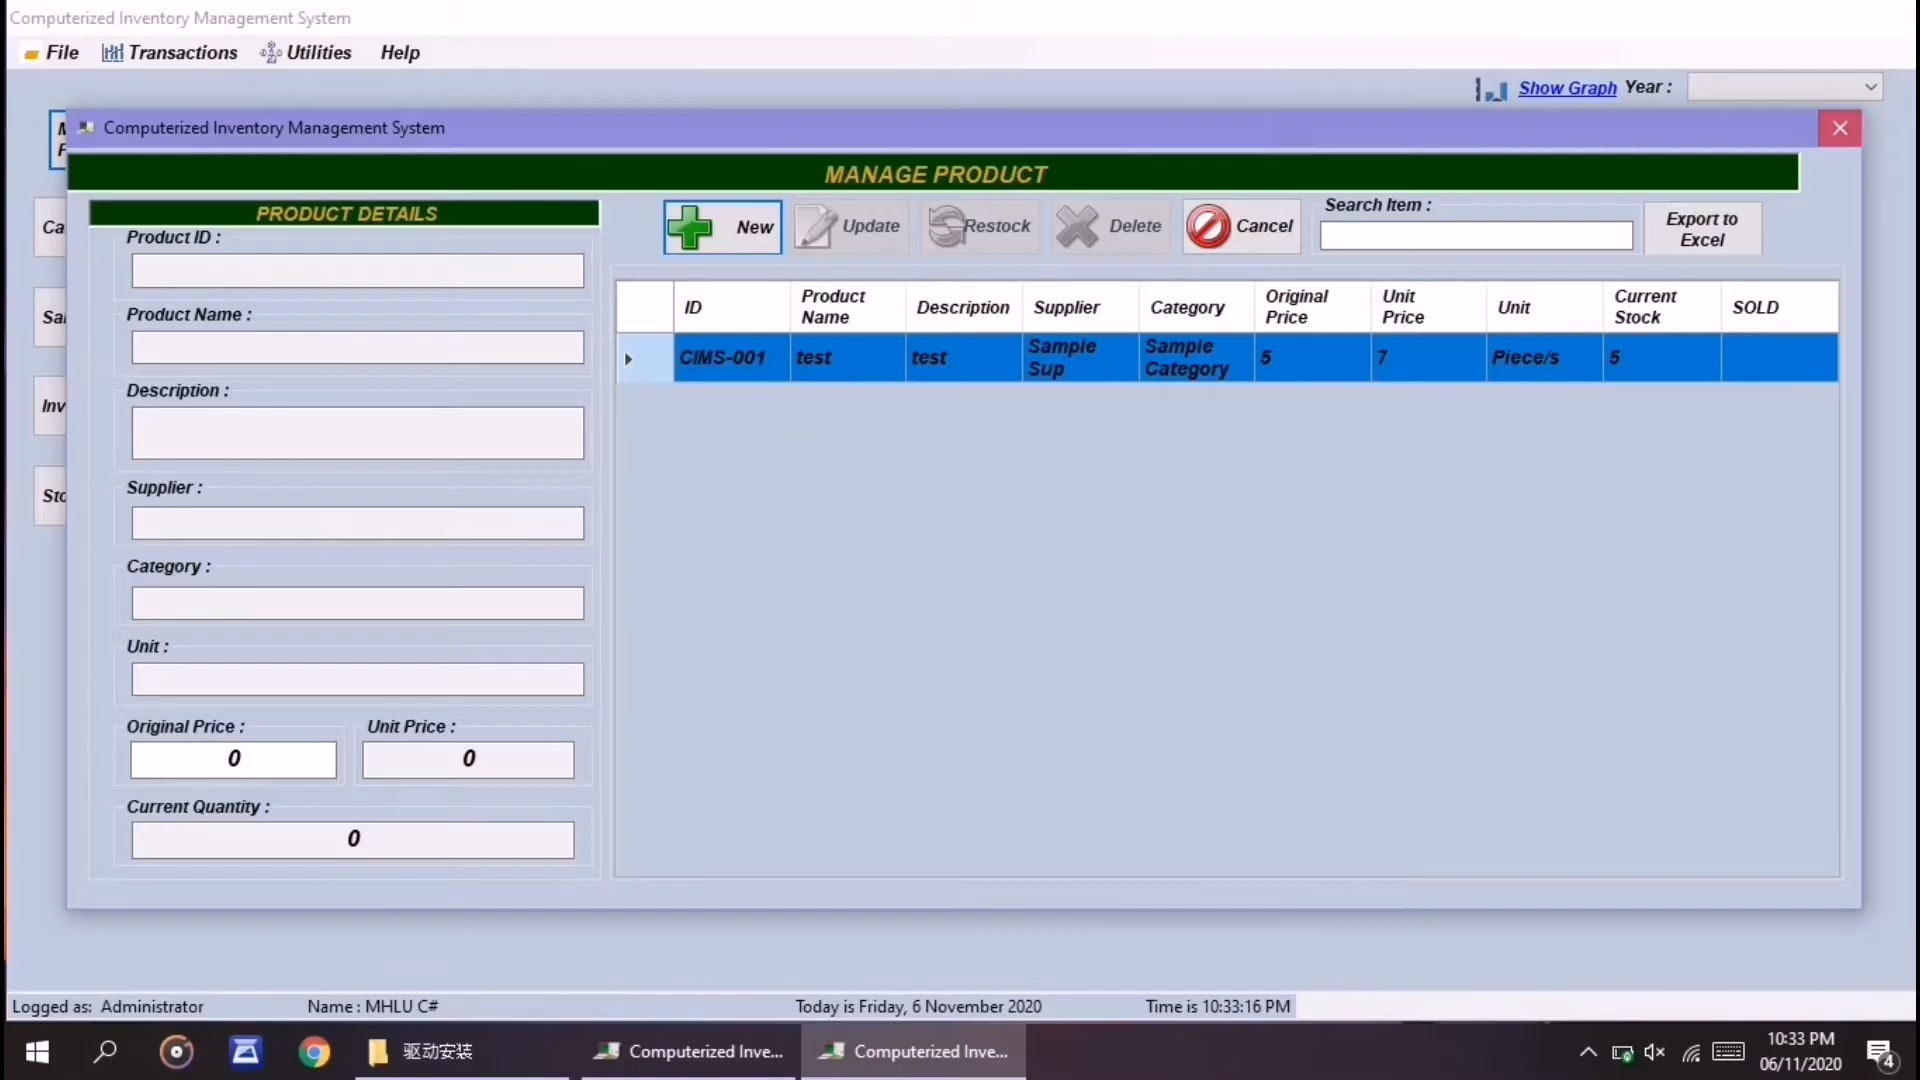 Computerized Inventory Management System
File Transactions Utilities Help
Show Graph Year :
Computerized Inventory Management System
MANAGE PRODUCT
PRODUCT DETAILS
Product ID :
Product Name :
Description :
Supplier :
Category :
Unit :
Original Price : Unit Price :
0 0
Current Quantity :
0
New Update Restock Delete Cancel
Search Item :
Export to
Excel
ID Product Name Description Supplier Category Original Price Unit Price Unit Current Stock SOLD
CIMS-001 test test Sample Sup Sample Category 5 7 Piece/s 5
Logged as: Administrator Name : MHLU C# Today is Friday, 6 November 2020 Time is 10:33:16 PM
驱动安装 Computerized Inve... Computerized Inve...
10:33 PM
06/11/2020
4